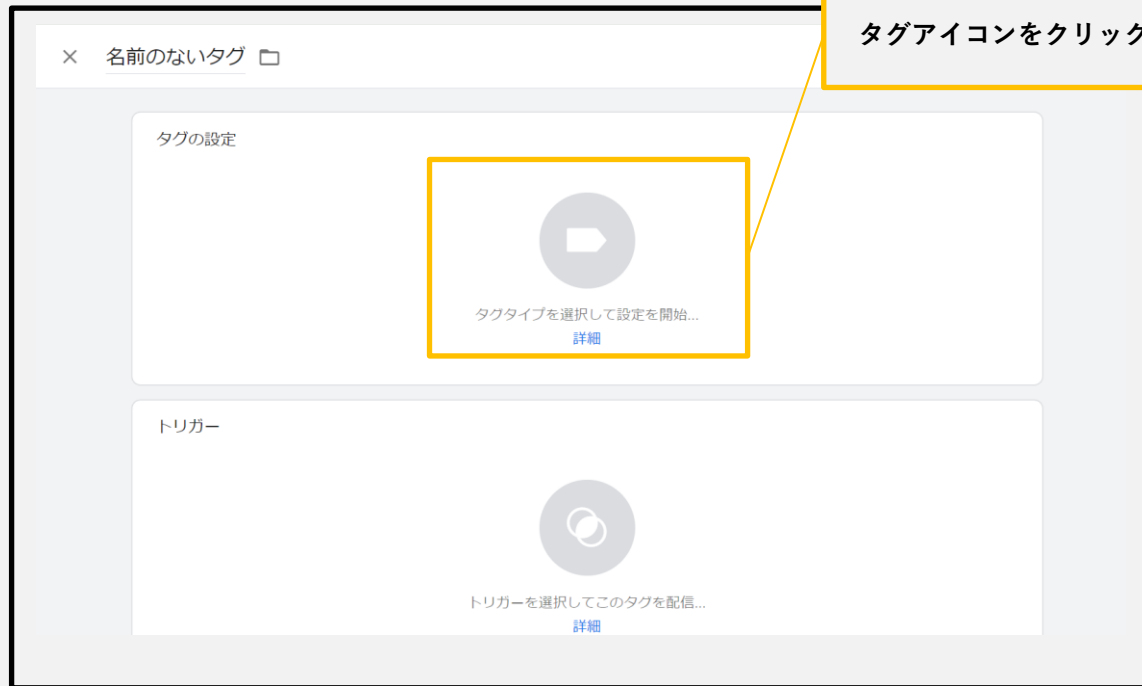 タグアイコンをクリック
名前のないタグ
タグの設定
タグタイプを選択して設定を開始...
詳細
トリガー
トリガーを選択してこのタグを配信...
詳細